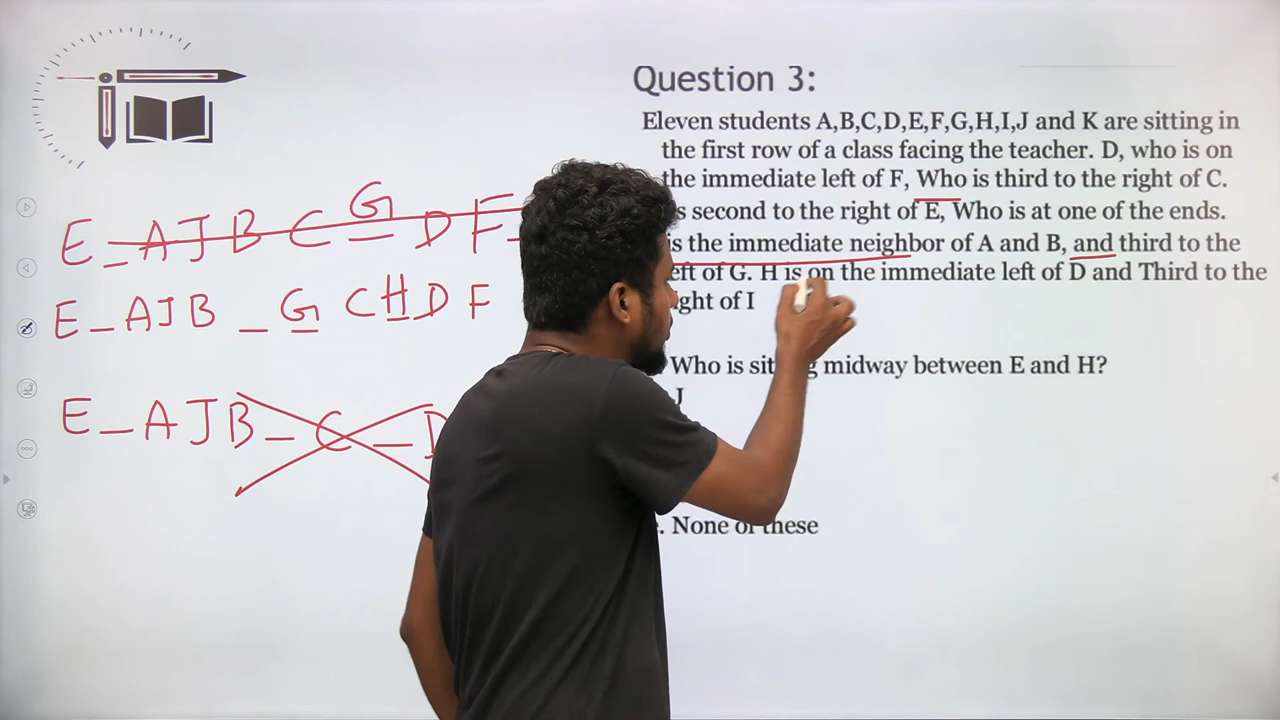 Question 3:
Eleven students A,B,C,D,E,F,G,H,I,J and K are sitting in
the first row of a class facing the teacher. D, who is on
the immediate left of F, Who is third to the right of C.
second to the right of E, Who is at one of the ends.
is the immediate neighbor of A and B, and third to the
of G. H is on the immediate left of D and Third to the
of I
Who is between E and H?
J
None of these
E _ A J B C G _ D F
E _ A J B _ G C H D F
E _ A J B _ C _ D